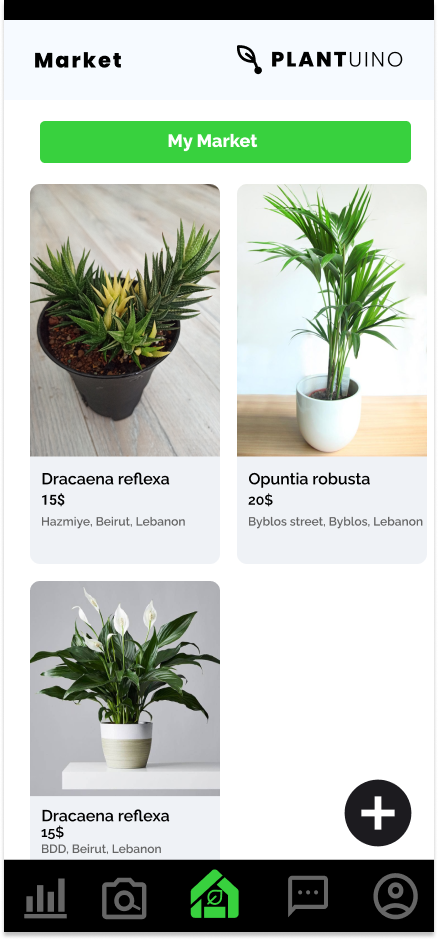 Market
PLANTUINO
My Market
Dracaena reflexa
15$
Hazmiye, Beirut, Lebanon
Opuntia robusta
20$
Byblos street, Byblos, Lebanon
Dracaena reflexa
15$
BDD, Beirut, Lebanon